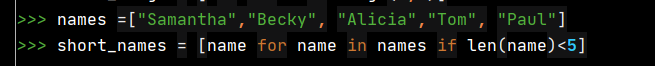 >>> names =["Samantha","Becky", "Alicia","Tom", "Paul"]
>>> short_names = [name for name in names if len(name)<5]